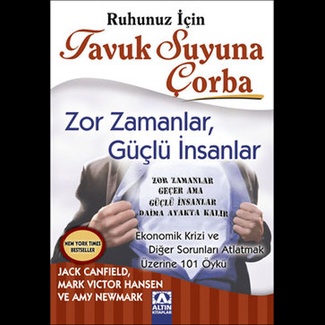 Ruhunuz İçin
Tavuk Suyuna
Çorba
Zor Zamanlar,
Güçlü İnsanlar
ZOR ZAMANLAR
GEÇER AMA
GÜÇLÜ İNSANLAR
DAİMA AYAKTA KALIR
Ekonomik Krizi ve
Diğer Sorunları Atlatmak
Üzerine 101 Öykü
NEW YORK TIMES
BESTSELLER
JACK CANFIELD,
MARK VICTOR HANSEN
VE AMY NEWMARK
ALTIN
KİTAPLAR